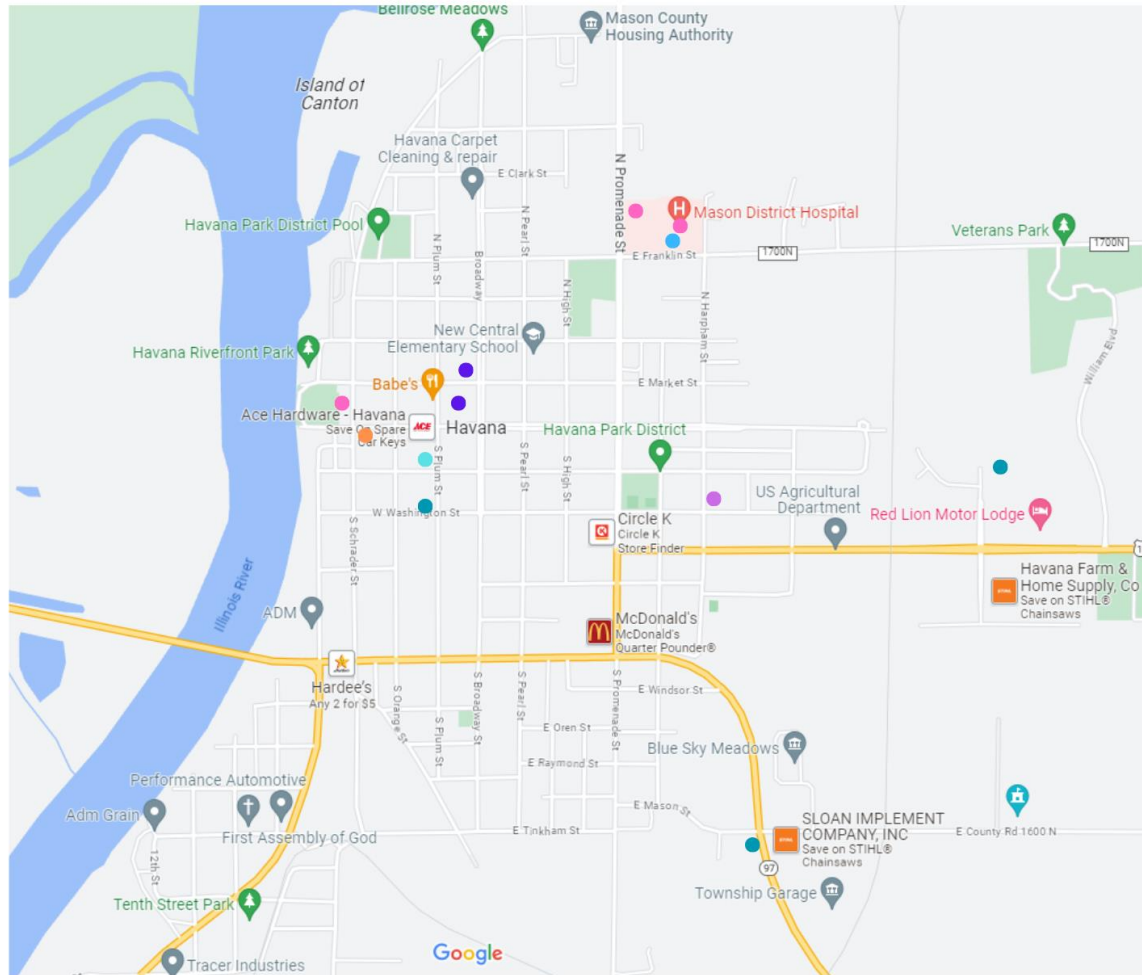 Bellrose Meadows
Mason County
Housing Authority
Island of
Canton
Havana Carpet
Cleaning & repair
E Clark St
N Promenade St
N Pearl St
Havana Park District Pool
N Plum St
Broadway
Mason District Hospital
Veterans Park
1700N
E Franklin St
1700N
N High St
N Harpham St
New Central
Elementary School
Havana Riverfront Park
William Blvd
Babe's
E Market St
Ace Hardware - Havana
Save On Spare
Car Keys
ACE
Havana
Havana Park District
S Plum St
S Pearl St
S High St
US Agricultural
Department
Red Lion Motor Lodge
W Washington St
Circle K
Circle K
Store Finder
S Schrader St
Illinois River
Havana Farm &
Home Supply, Co
Save on STIHL®
Chainsaws
STIHL
ADM
McDonald's
McDonald's
Quarter Pounder®
Hardee's
Any 2 for $5
S Orange St
S Plum St
S Broadway St
S Pearl St
S Promenade St
E Windsor St
E Oren St
Blue Sky Meadows
E Raymond St
Performance Automotive
Adm Grain
First Assembly of God
E Mason St
E Tinkham St
SLOAN IMPLEMENT
COMPANY, INC
Save on STIHL®
Chainsaws
STIHL
E County Rd 1600 N
12th St
97
Township Garage
Tenth Street Park
Google
Tracer Industries